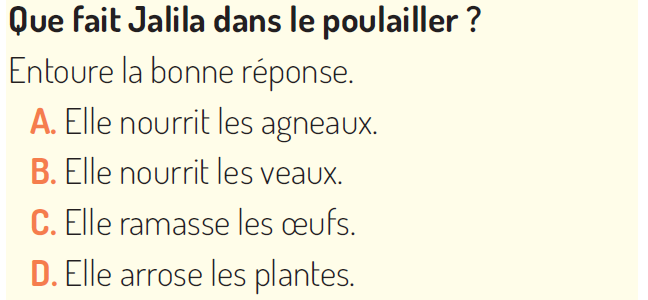 Que fait Jalila dans le poulailler ?
Entoure la bonne réponse.
A. Elle nourrit les agneaux.
B. Elle nourrit les veaux.
C. Elle ramasse les œufs.
D. Elle arrose les plantes.